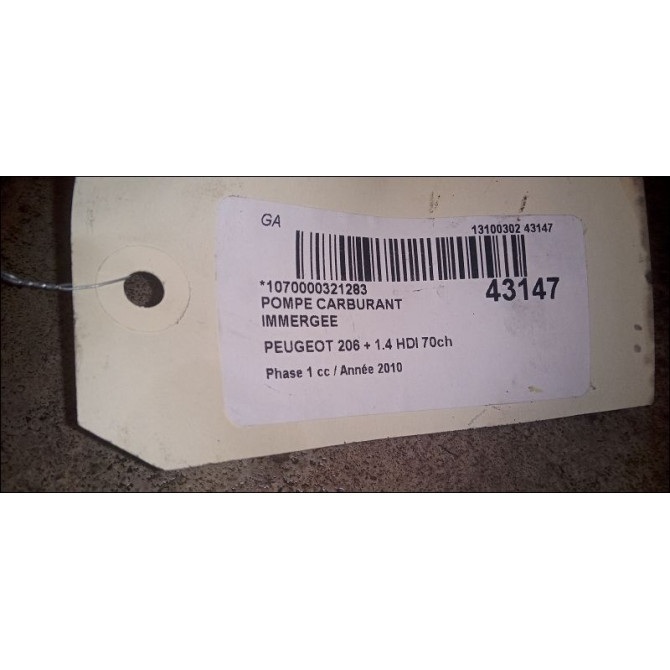 GA
13100302 43147
*1070000321283
43147
POMPE CARBURANT
IMMERGEE
PEUGEOT 206 + 1.4 HDI 70ch
Phase 1 cc / Année 2010